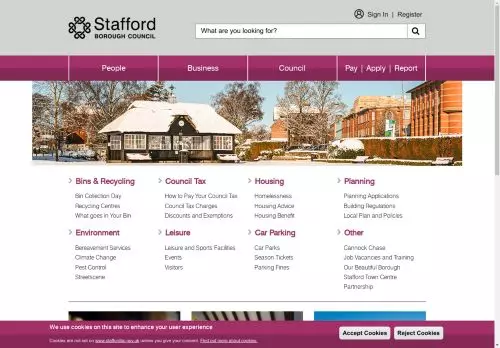 Stafford
BOROUGH COUNCIL
Sign In | Register
What are you looking for?
People
Business
Council
Pay | Apply | Report
Bins & Recycling
Bin Collection Day
Recycling Centres
What goes in Your Bin
Council Tax
How to Pay Your Council Tax
Council Tax Charges
Discounts and Exemptions
Housing
Homelessness
Housing Advice
Housing Benefit
Planning
Planning Applications
Building Regulations
Local Plan and Policies
Environment
Bereavement Services
Climate Change
Pest Control
Streetscene
Leisure
Leisure and Sports Facilities
Events
Visitors
Car Parking
Car Parks
Season Tickets
Parking Fines
Other
Cannock Chase
Job Vacancies and Training
Our Beautiful Borough
Stafford Town Centre
Partnership
We use cookies on this site to enhance your user experience
Cookies are not set on www.staffordbc.gov.uk unless you give your consent. Find out more about cookies.
Accept Cookies
Reject Cookies